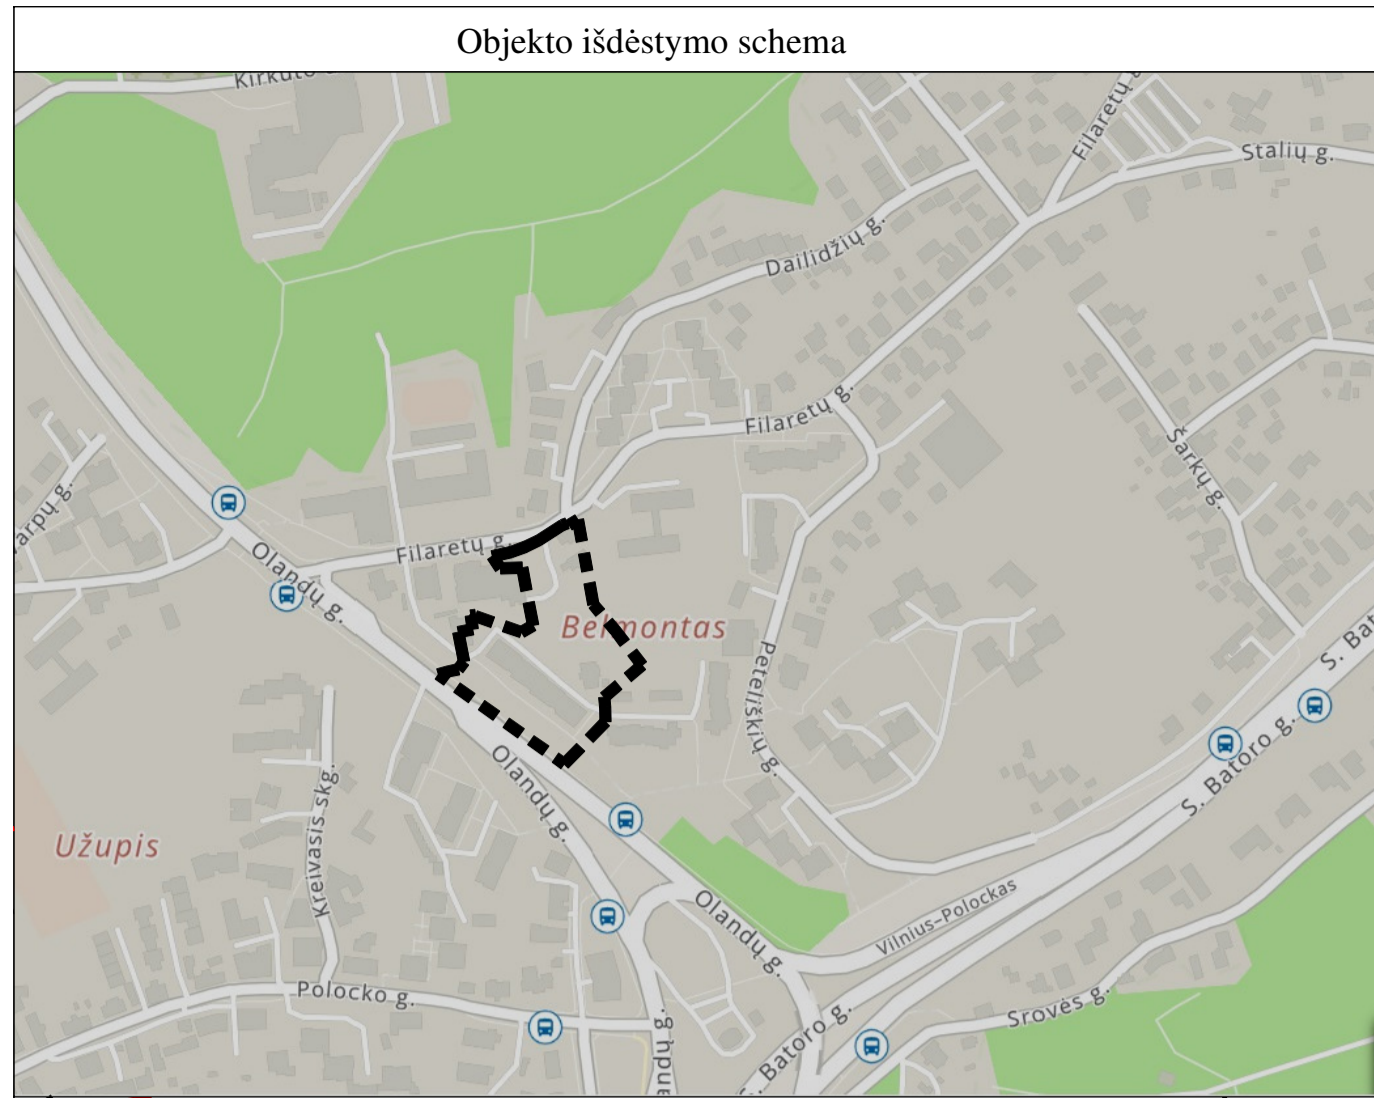 Objekto išdėstymo schema
Filaretų g.
Stalių g.
Dailidžių g.
Filaretų g.
Šarkų g.
Olandų g.
Filaretų g.
Belmontas
Peteliškių g.
S. Batoro g.
Olandų g.
Kreivasis skg.
Užupis
Olandų g.
Vilnius–Polockas
Polocko g.
Srovės g.
S. Batoro g.